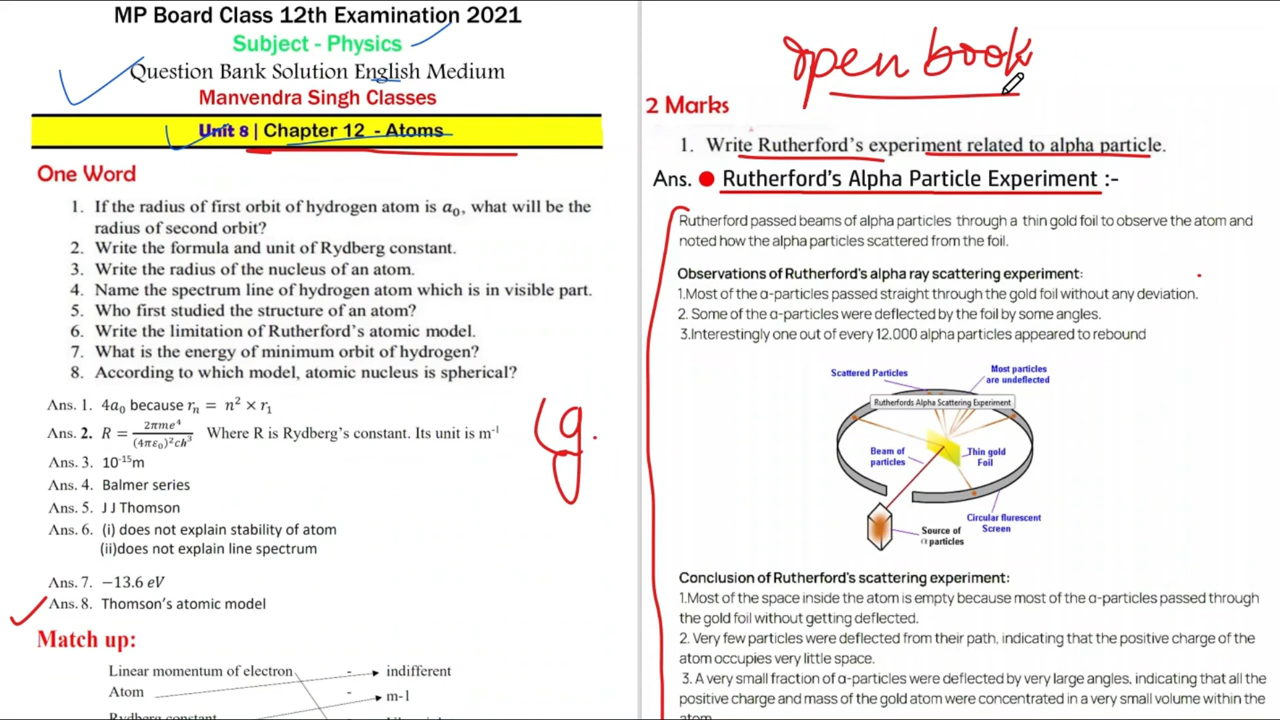 MP Board Class 12th Examination 2021
Subject - Physics
Question Bank Solution English Medium
Manvendra Singh Classes
Unit 8 | Chapter 12 - Atoms
One Word
1. If the radius of first orbit of hydrogen atom is a₀, what will be the
radius of second orbit?
2. Write the formula and unit of Rydberg constant.
3. Write the radius of the nucleus of an atom.
4. Name the spectrum line of hydrogen atom which is in visible part.
5. Who first studied the structure of an atom?
6. Write the limitation of Rutherford's atomic model.
7. What is the energy of minimum orbit of hydrogen?
8. According to which model, atomic nucleus is spherical?
Ans. 1. 4a₀ because rₙ = n² × r₁
Ans. 2. R = 2πme⁴/(4πε₀)²ch³ Where R is Rydberg's constant. Its unit is m⁻¹
Ans. 3. 10⁻¹⁵m
Ans. 4. Balmer series
Ans. 5. J J Thomson
Ans. 6. (i) does not explain stability of atom
(ii)does not explain line spectrum
Ans. 7. −13.6 eV
Ans. 8. Thomson's atomic model
Match up:
Linear momentum of electron - indifferent
Atom - m-1
Rydberg constant
open book
2 Marks
1. Write Rutherford's experiment related to alpha particle.
Ans. ● Rutherford's Alpha Particle Experiment :-
Rutherford passed beams of alpha particles through a thin gold foil to observe the atom and
noted how the alpha particles scattered from the foil.
Observations of Rutherford's alpha ray scattering experiment:
1.Most of the α-particles passed straight through the gold foil without any deviation.
2. Some of the α-particles were deflected by the foil by some angles.
3.Interestingly one out of every 12,000 alpha particles appeared to rebound
Scattered Particles
Most particles
are undeflected
Rutherfords Alpha Scattering Experiment
Beam of
particles
Thin gold
Foil
Circular flurescent
Screen
Source of
α particles
Conclusion of Rutherford's scattering experiment:
1.Most of the space inside the atom is empty because most of the α-particles passed through
the gold foil without getting deflected.
2. Very few particles were deflected from their path, indicating that the positive charge of the
atom occupies very little space.
3. A very small fraction of α-particles were deflected by very large angles, indicating that all the
positive charge and mass of the gold atom were concentrated in a very small volume within the
atom